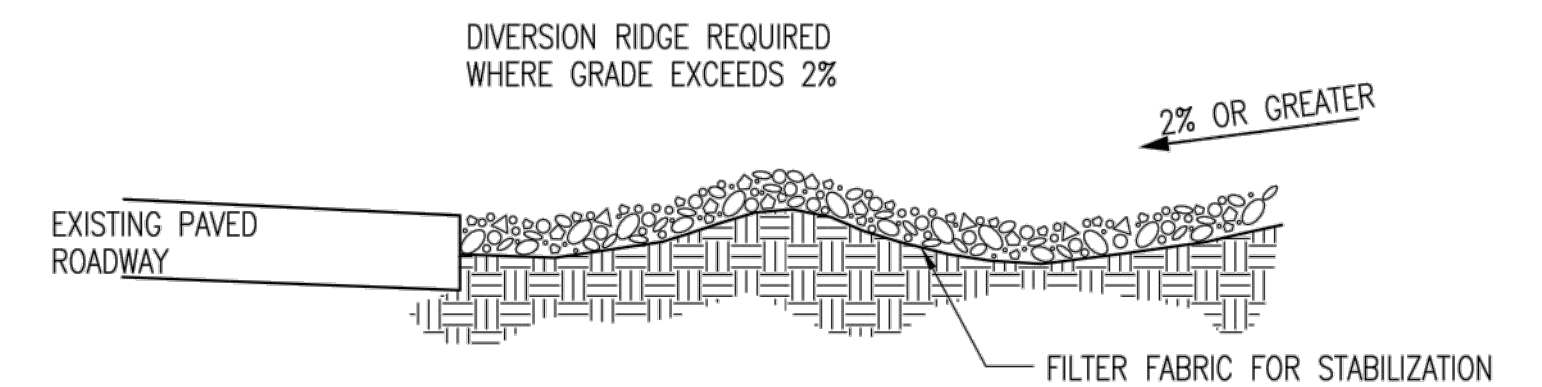 DIVERSION RIDGE REQUIRED
WHERE GRADE EXCEEDS 2%
2% OR GREATER
EXISTING PAVED
ROADWAY
FILTER FABRIC FOR STABILIZATION